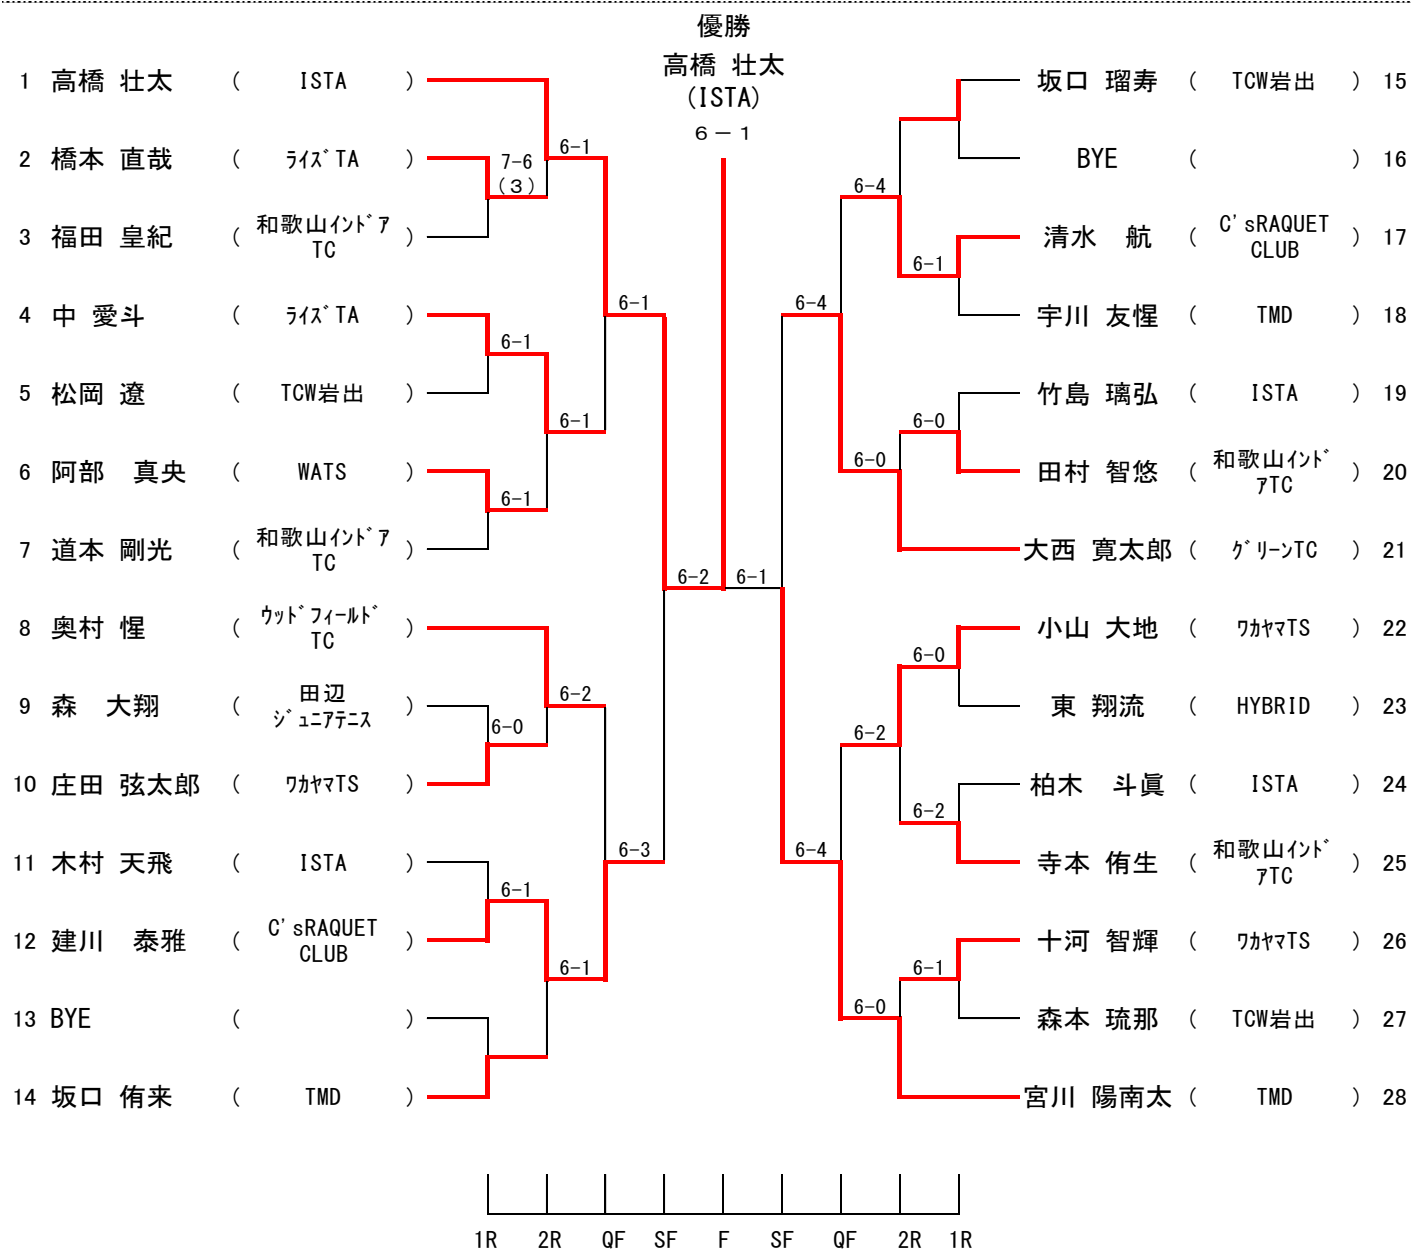 優勝
高橋 壮太
(ISTA)
６－１
1 高橋 壮太 ( ISTA )
2 橋本 直哉 ( ﾗｲｽﾞTA )
3 福田 皇紀 ( 和歌山ｲﾝﾄﾞｱ
TC )
4 中 愛斗 ( ﾗｲｽﾞTA )
5 松岡 遼 ( TCW岩出 )
6 阿部　真央 ( WATS )
7 道本 剛光 ( 和歌山ｲﾝﾄﾞｱ
TC )
8 奥村 惺 ( ｳｯﾄﾞﾌｨｰﾙﾄﾞ
TC )
9 森　大翔 ( 田辺
ｼﾞｭﾆｱﾃﾆｽ )
10 庄田 弦太郎 ( ﾜｶﾔﾏTS )
11 木村 天飛 ( ISTA )
12 建川　泰雅 ( C'sRAQUET
CLUB )
13 BYE ( )
14 坂口 侑来 ( TMD )
7-6
(３)
6-1
6-1
6-0
6-1
6-1
6-1
6-2
6-1
6-1
6-3
6-2
6-1
6-4
6-4
6-4
6-0
6-2
6-0
6-1
6-0
6-0
6-2
6-1
坂口 瑠寿 ( TCW岩出 ) 15
BYE ( ) 16
清水　航 ( C'sRAQUET
CLUB ) 17
宇川 友惺 ( TMD ) 18
竹島 璃弘 ( ISTA ) 19
田村 智悠 ( 和歌山ｲﾝﾄﾞ
ｱTC ) 20
大西 寛太郎 ( ｸﾞﾘｰﾝTC ) 21
小山 大地 ( ﾜｶﾔﾏTS ) 22
東 翔流 ( HYBRID ) 23
柏木　斗眞 ( ISTA ) 24
寺本 侑生 ( 和歌山ｲﾝﾄﾞ
ｱTC ) 25
十河 智輝 ( ﾜｶﾔﾏTS ) 26
森本 琉那 ( TCW岩出 ) 27
宮川 陽南太 ( TMD ) 28
1R 2R QF SF F SF QF 2R 1R